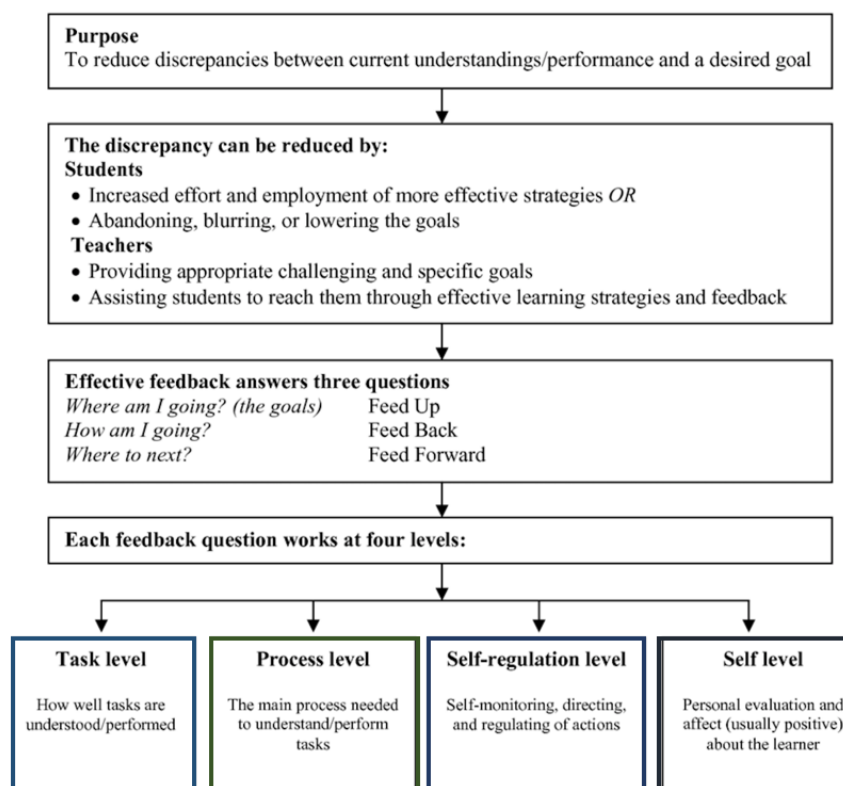 Purpose
To reduce discrepancies between current understandings/performance and a desired goal
The discrepancy can be reduced by:
Students
• Increased effort and employment of more effective strategies OR
• Abandoning, blurring, or lowering the goals
Teachers
• Providing appropriate challenging and specific goals
• Assisting students to reach them through effective learning strategies and feedback
Effective feedback answers three questions
Where am I going? (the goals) Feed Up
How am I going? Feed Back
Where to next? Feed Forward
Each feedback question works at four levels:
Task level
How well tasks are
understood/performed
Process level
The main process needed
to understand/perform
tasks
Self-regulation level
Self-monitoring, directing,
and regulating of actions
Self level
Personal evaluation and
affect (usually positive)
about the learner